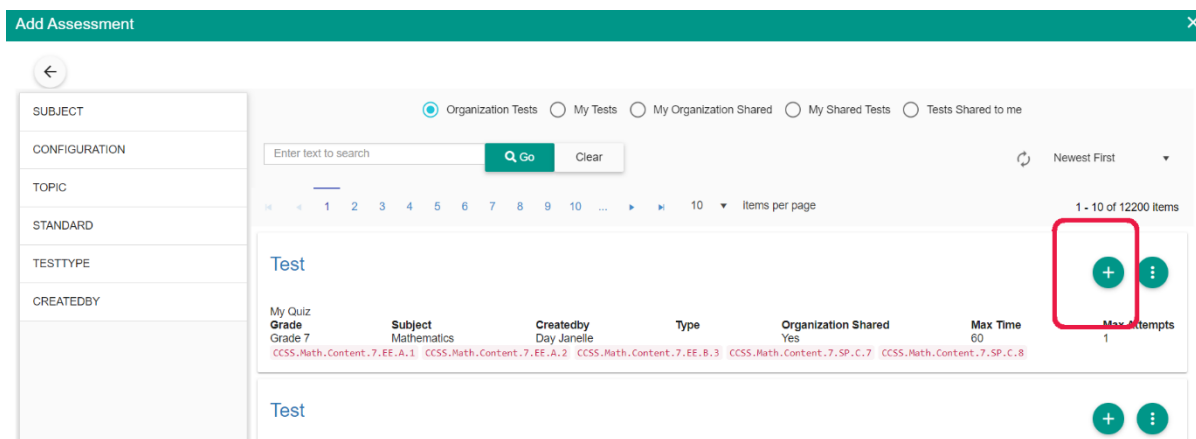 Add Assessment
SUBJECT
CONFIGURATION
TOPIC
STANDARD
TESTTYPE
CREATEDBY
Organization Tests My Tests My Organization Shared My Shared Tests Tests Shared to me
Enter text to search Go Clear Newest First
1 2 3 4 5 6 7 8 9 10 ... 10 items per page 1 - 10 of 12200 items
Test
My Quiz
Grade Subject Createdby Type Organization Shared Max Time Max Attempts
Grade 7 Mathematics Day Janelle Yes 60 1
CCSS.Math.Content.7.EE.A.1 CCSS.Math.Content.7.EE.A.2 CCSS.Math.Content.7.EE.B.3 CCSS.Math.Content.7.SP.C.7 CCSS.Math.Content.7.SP.C.8
Test